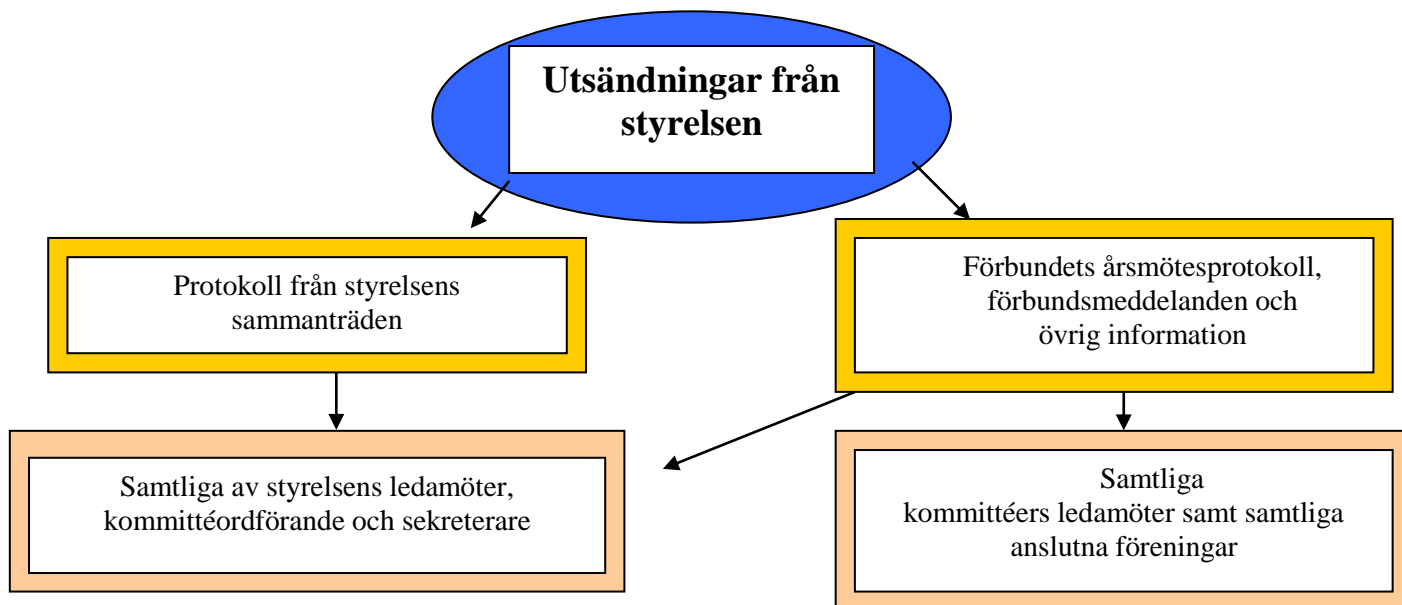 Utsändningar från
styrelsen
Protokoll från styrelsens
sammanträden
Förbundets årsmötesprotokoll,
förbundsmeddelanden och
övrig information
Samtliga av styrelsens ledamöter,
kommittéordförande och sekreterare
Samtliga
kommittéers ledamöter samt samtliga
anslutna föreningar